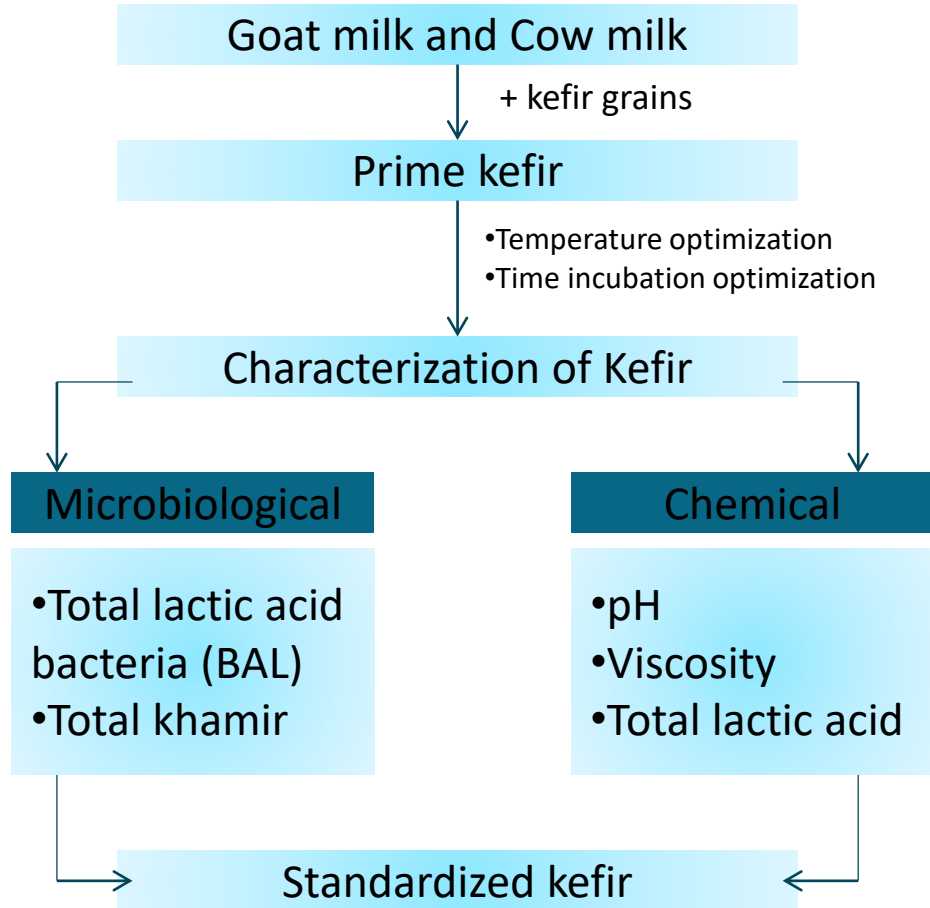 Goat milk and Cow milk
+ kefir grains
Prime kefir
•Temperature optimization
•Time incubation optimization
Characterization of Kefir
Microbiological
•Total lactic acid
bacteria (BAL)
•Total khamir
Chemical
•pH
•Viscosity
•Total lactic acid
Standardized kefir